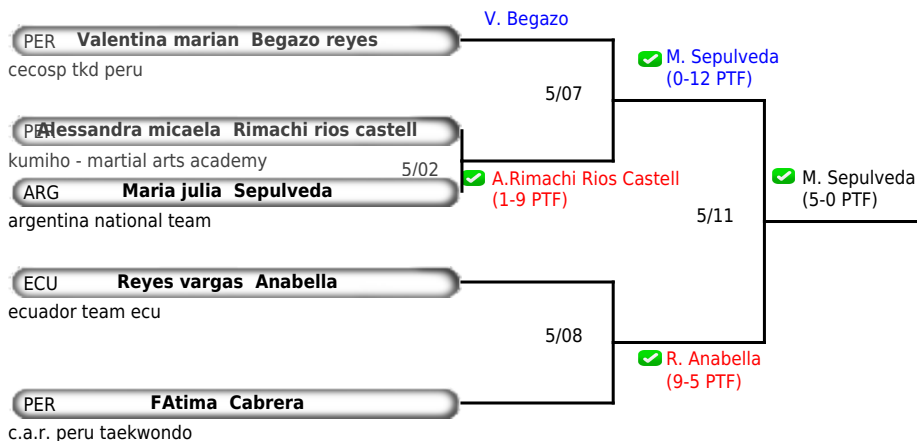 V. Begazo
PER Valentina marian Begazo reyes
cecosp tkd peru
M. Sepulveda
(0-12 PTF)
5/07
PER Alessandra micaela Rimachi rios castell
kumiho - martial arts academy
5/02
A.Rimachi Rios Castell
(1-9 PTF)
M. Sepulveda
(5-0 PTF)
ARG Maria julia Sepulveda
argentina national team
5/11
ECU Reyes vargas Anabella
ecuador team ecu
5/08
R. Anabella
(9-5 PTF)
PER FAtima Cabrera
c.a.r. peru taekwondo